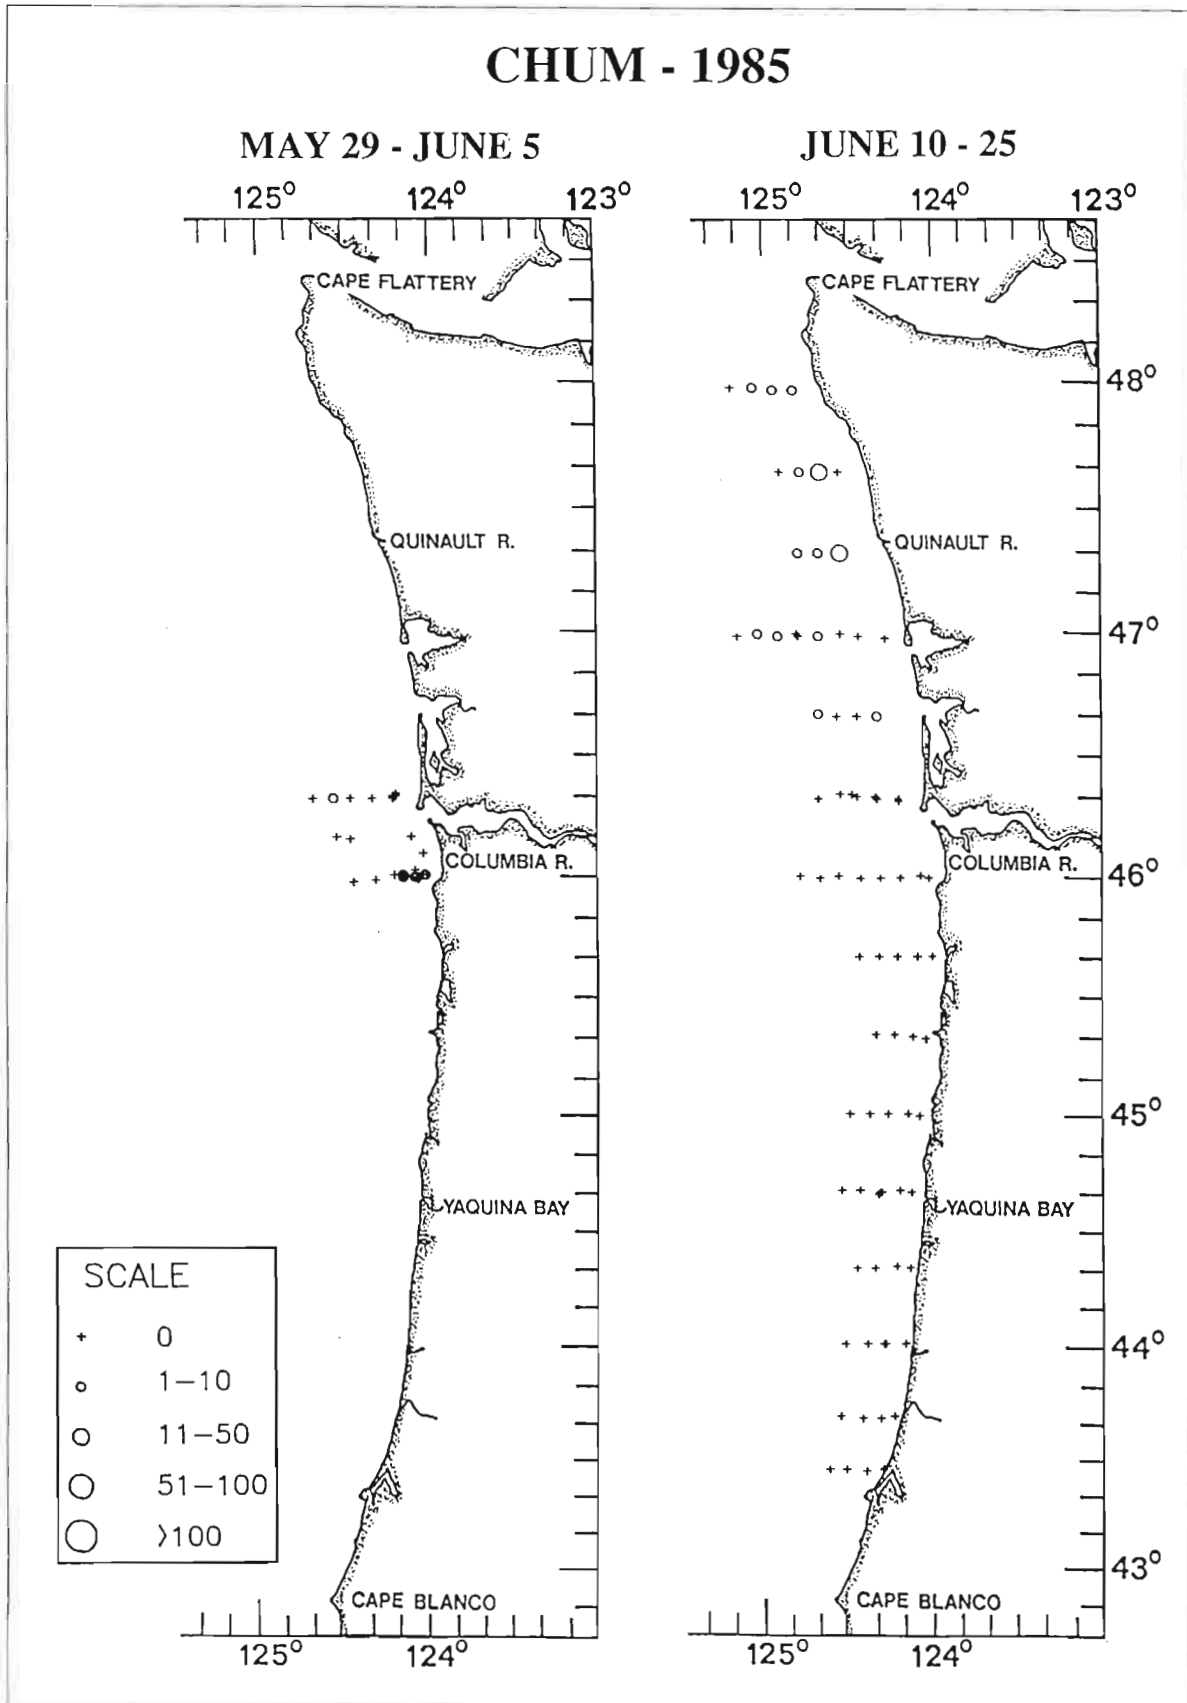 CHUM - 1985
MAY 29 - JUNE 5
125° 124° 123°
CAPE FLATTERY
QUINAULT R.
COLUMBIA R.
YAQUINA BAY
CAPE BLANCO
125° 124°
JUNE 10 - 25
125° 124° 123°
CAPE FLATTERY
48°
QUINAULT R.
47°
COLUMBIA R.
46°
45°
YAQUINA BAY
44°
43°
CAPE BLANCO
125° 124°
SCALE
+ 0
1-10
11-50
51-100
>100